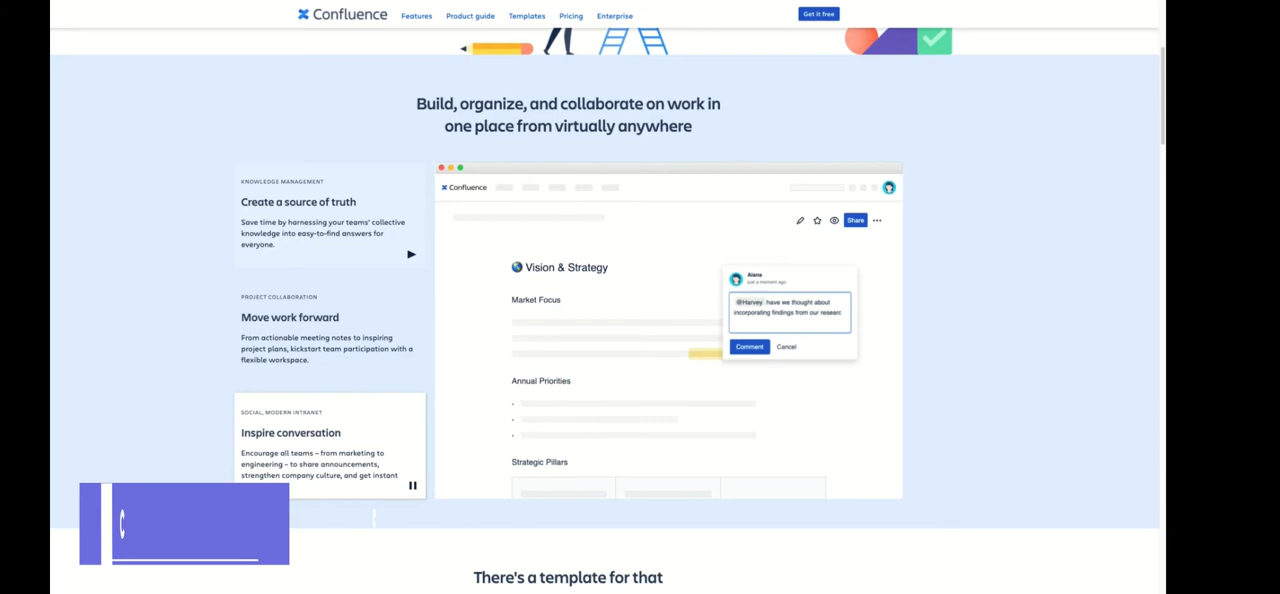 Confluence
Features
Product guide
Templates
Pricing
Enterprise
Get it free
Build, organize, and collaborate on work in
one place from virtually anywhere
KNOWLEDGE MANAGEMENT
Create a source of truth
Save time by harnessing your teams' collective
knowledge into easy-to-find answers for
everyone.
PROJECT COLLABORATION
Move work forward
From actionable meeting notes to inspiring
project plans, kickstart team participation with a
flexible workspace.
SOCIAL, MODERN INTRANET
Inspire conversation
Encourage all teams – from marketing to
engineering – to share announcements,
strengthen company culture, and get instant
Confluence
Share
Vision & Strategy
Market Focus
Alana
just a moment ago
@Harvey have we thought about
incorporating findings from our researc
Comment
Cancel
Annual Priorities
Strategic Pillars
C
There's a template for that